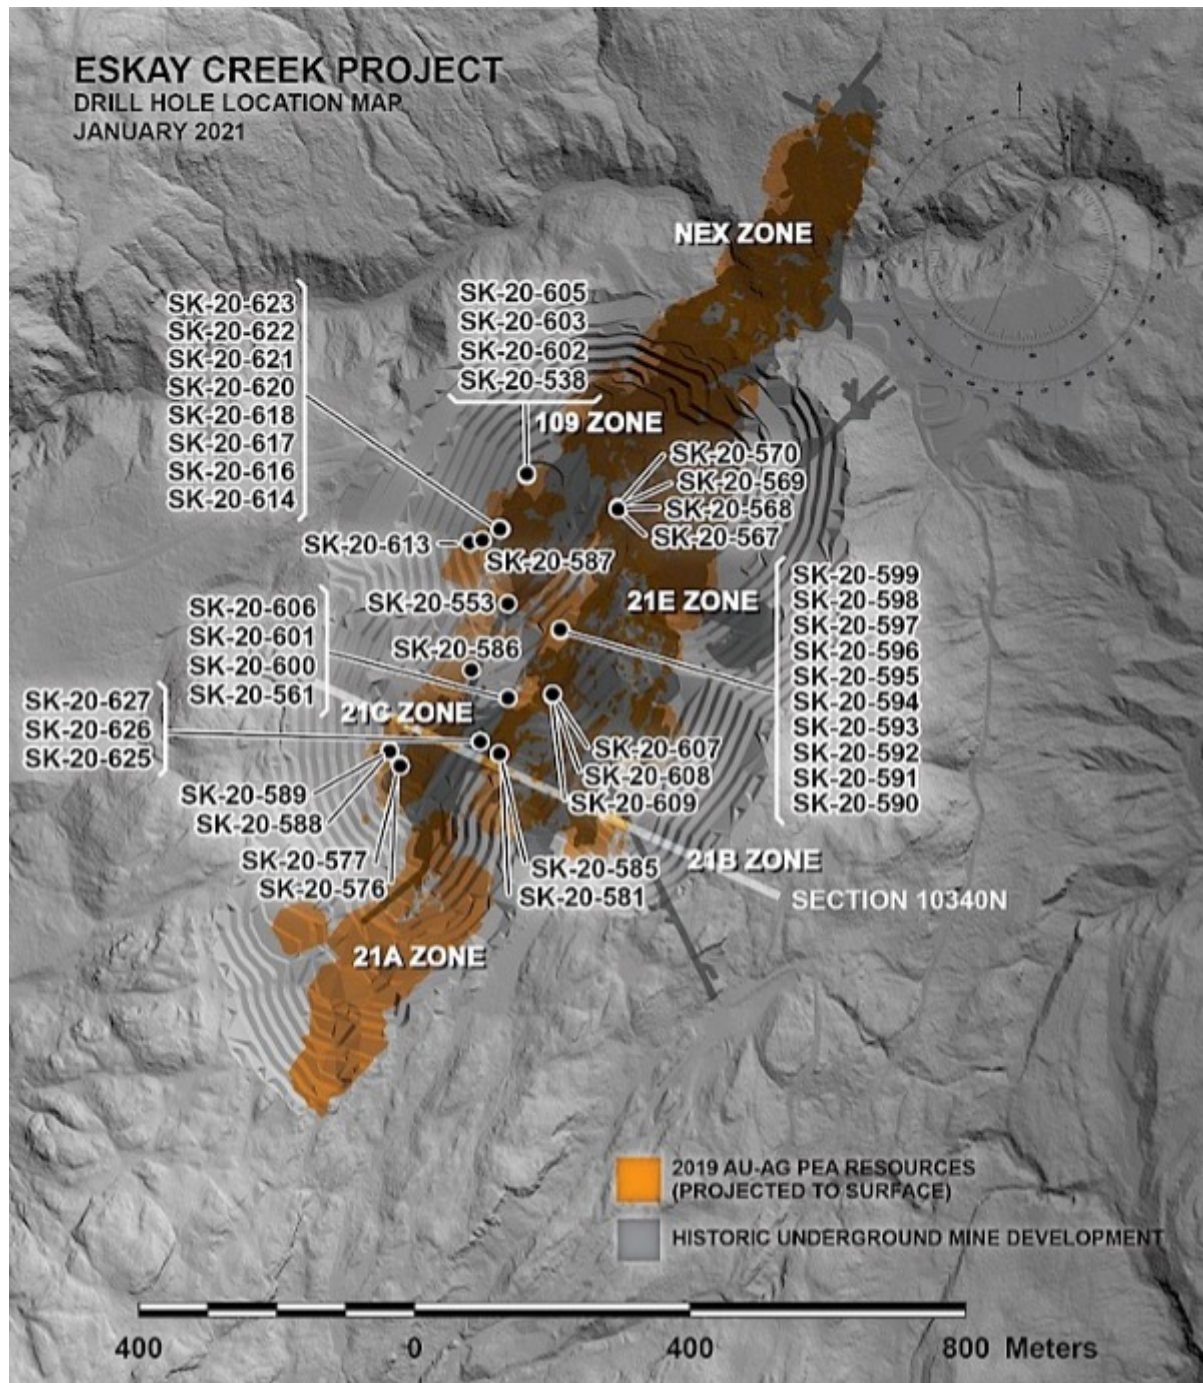 ESKAY CREEK PROJECT
DRILL HOLE LOCATION MAP
JANUARY 2021
NEX ZONE
SK-20-623
SK-20-622
SK-20-621
SK-20-620
SK-20-618
SK-20-617
SK-20-616
SK-20-614
SK-20-605
SK-20-603
SK-20-602
SK-20-538
109 ZONE
SK-20-570
SK-20-569
SK-20-568
SK-20-567
SK-20-613
SK-20-587
SK-20-553
21E ZONE
SK-20-599
SK-20-598
SK-20-597
SK-20-596
SK-20-595
SK-20-594
SK-20-593
SK-20-592
SK-20-591
SK-20-590
SK-20-606
SK-20-601
SK-20-600
SK-20-561
SK-20-586
21C ZONE
SK-20-627
SK-20-626
SK-20-625
SK-20-607
SK-20-608
SK-20-609
SK-20-589
SK-20-588
SK-20-577
SK-20-576
SK-20-585
SK-20-581
21B ZONE
SECTION 10340N
21A ZONE
2019 AU-AG PEA RESOURCES
(PROJECTED TO SURFACE)
HISTORIC UNDERGROUND MINE DEVELOPMENT
400 0 400 800 Meters